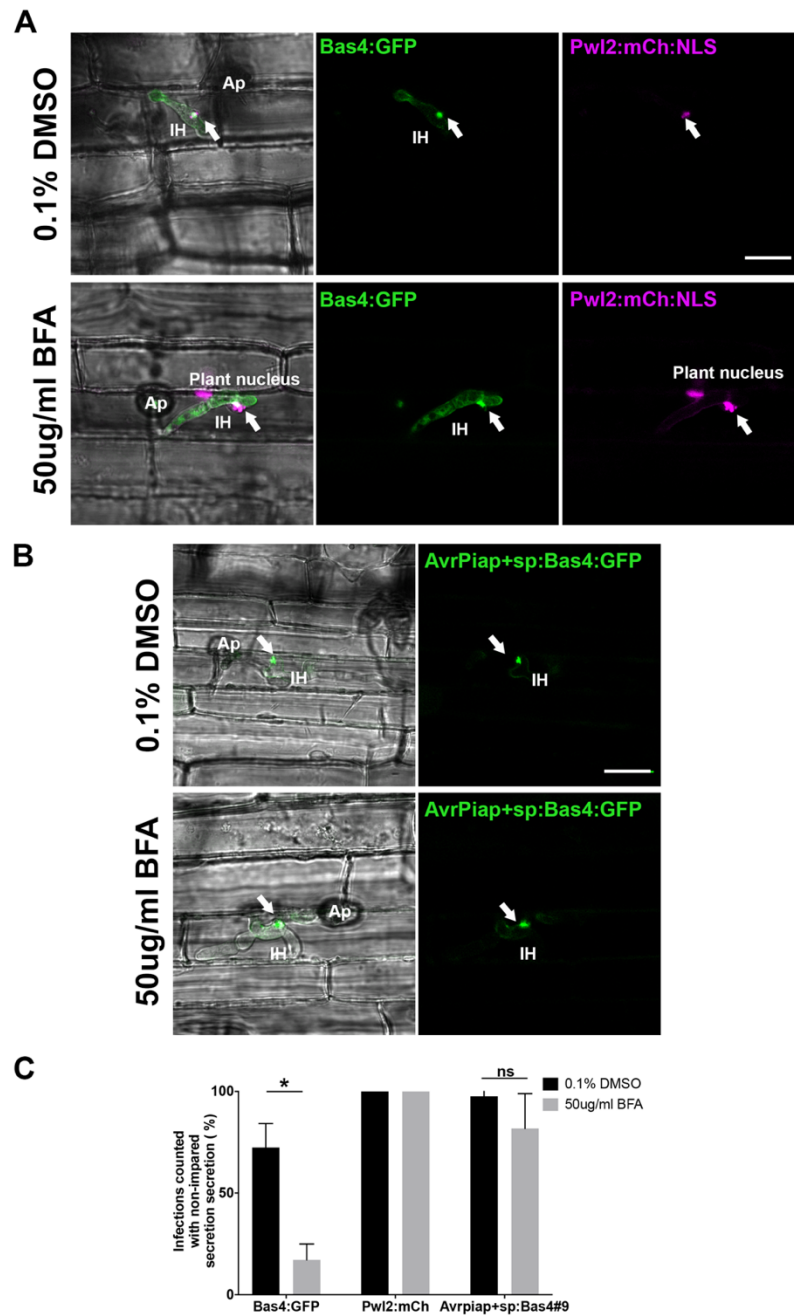 A
0.1% DMSO
Ap
IH
Bas4:GFP
IH
Pwl2:mCh:NLS
50ug/ml BFA
Plant nucleus
Ap
IH
Bas4:GFP
IH
Pwl2:mCh:NLS
Plant nucleus
B
0.1% DMSO
Ap
IH
AvrPiap+sp:Bas4:GFP
IH
50ug/ml BFA
Ap
IH
AvrPiap+sp:Bas4:GFP
IH
C
Infections counted
with non-impared
secretion secretion ( %)
100
50
0
*
ns
0.1% DMSO
50ug/ml BFA
Bas4:GFP
Pwl2:mCh
Avrpiap+sp:Bas4#9